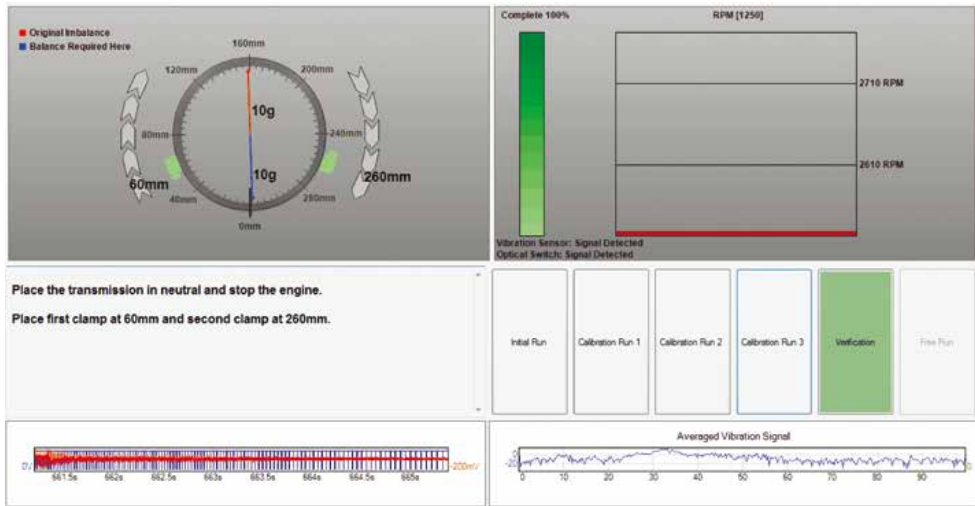 Original Imbalance
Balance Required Here
160mm
120mm
200mm
10g
80mm
240mm
10g
60mm
260mm
40mm
280mm
0mm
Complete 100%
RPM [1250]
2710 RPM
2610 RPM
Vibration Sensor: Signal Detected
Optical Switch: Signal Detected
Place the transmission in neutral and stop the engine.
Place first clamp at 60mm and second clamp at 260mm.
Initial Run
Calibration Run 1
Calibration Run 2
Calibration Run 3
Verification
Free Run
0V
-200mV
661.5s 662s 662.5s 663s 663.5s 664s 664.5s 665s
Averaged Vibration Signal
0
-20
0 10 20 30 40 50 60 70 80 90